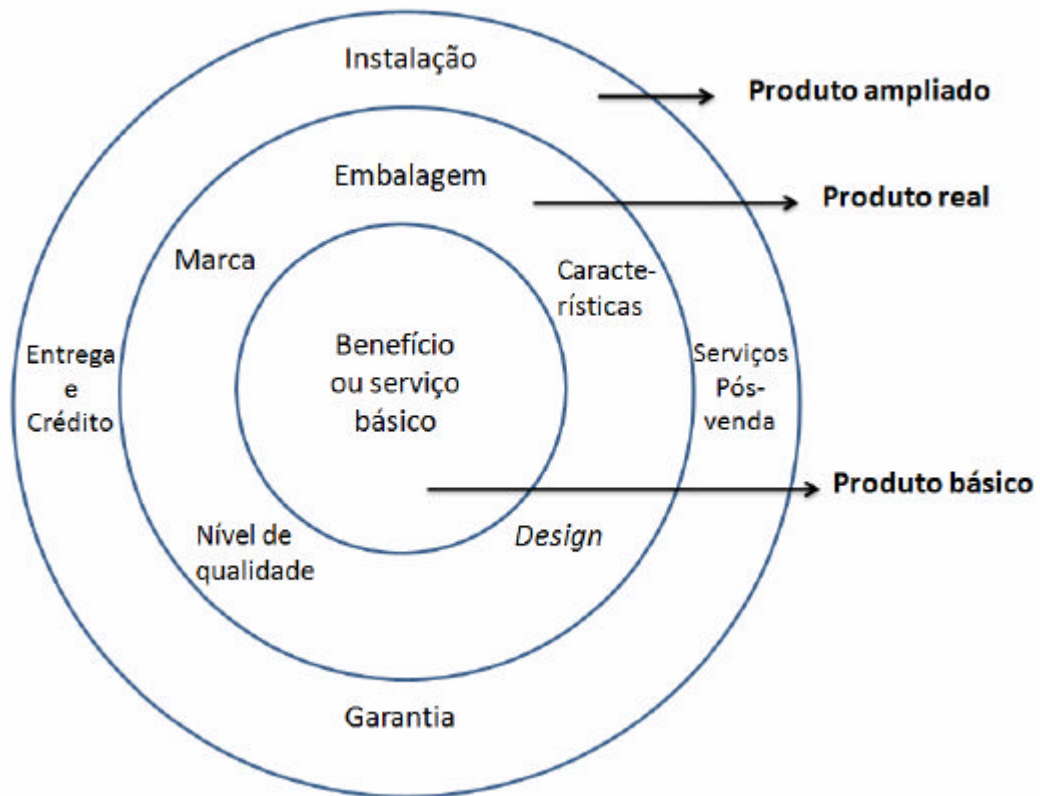 Instalação
Produto ampliado
Embalagem
Produto real
Marca
Caracte-
rísticas
Benefício
ou serviço
básico
Entrega
e
Crédito
Serviços
Pós-
venda
Produto básico
Nível de
qualidade
Design
Garantia